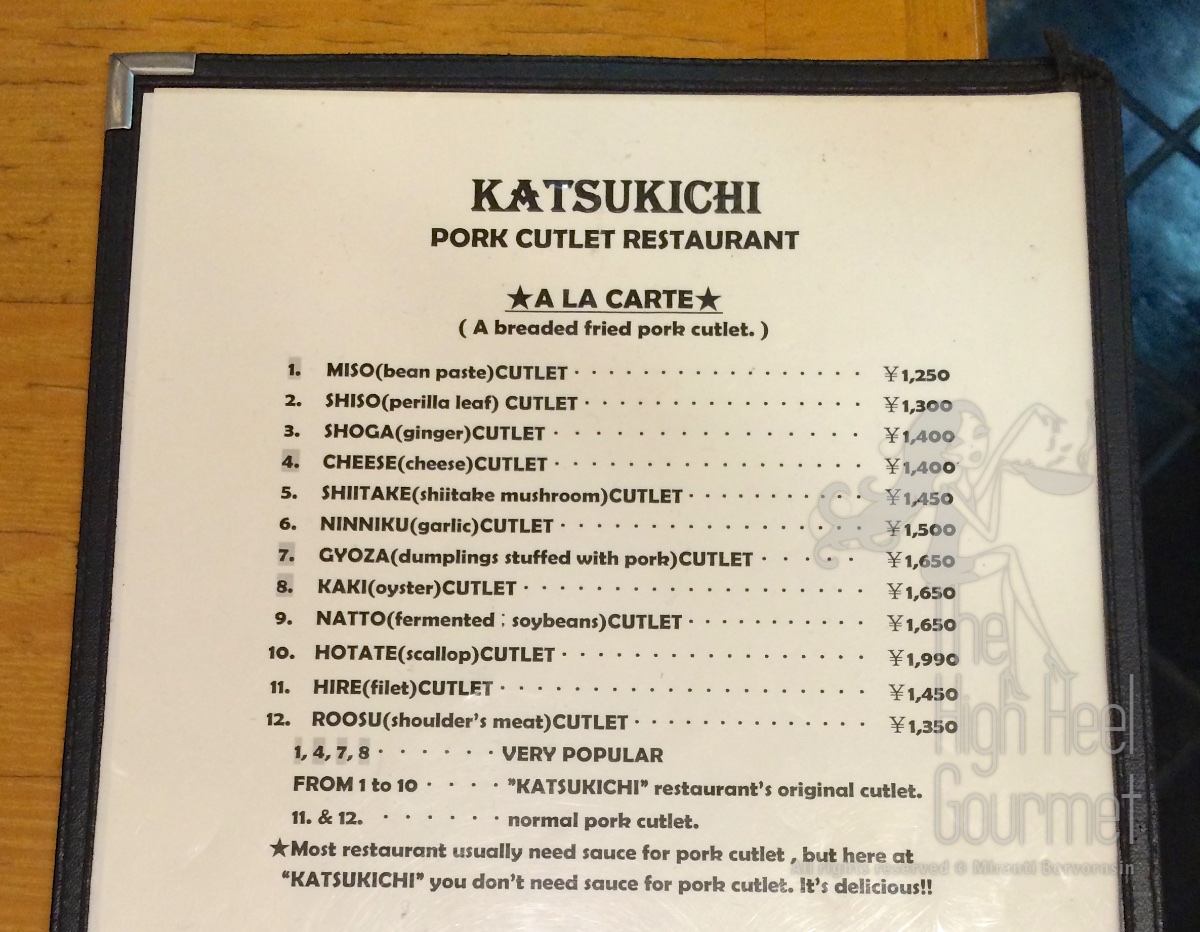 KATSUKICHI
PORK CUTLET RESTAURANT
★A LA CARTE★
( A breaded fried pork cutlet. )
1. MISO(bean paste)CUTLET · · · · · · · · · · · · · · · · ¥1,250
2. SHISO(perilla leaf) CUTLET · · · · · · · · · · · · · · · ¥1,300
3. SHOGA(ginger)CUTLET · · · · · · · · · · · · · · · · ¥1,400
4. CHEESE(cheese)CUTLET · · · · · · · · · · · · · · · · ¥1,400
5. SHIITAKE(shiitake mushroom)CUTLET · · · · · · · · · · ¥1,450
6. NINNIKU(garlic)CUTLET · · · · · · · · · · · · · · · · ¥1,500
7. GYOZA(dumplings stuffed with pork)CUTLET · · · · · ¥1,650
8. KAKI(oyster)CUTLET · · · · · · · · · · · · · · · · · · ¥1,650
9. NATTO(fermented ; soybeans)CUTLET · · · · · · · · · · ¥1,650
10. HOTATE(scallop)CUTLET · · · · · · · · · · · · · · · · ¥1,990
11. HIRE(filet)CUTLET · · · · · · · · · · · · · · · · · · · ¥1,450
12. ROOSU(shoulder's meat)CUTLET · · · · · · · · · · · · ¥1,350
1, 4, 7, 8 · · · · · · VERY POPULAR
FROM 1 to 10 · · · · "KATSUKICHI" restaurant's original cutlet.
11. & 12. · · · · · · normal pork cutlet.
★Most restaurant usually need sauce for pork cutlet , but here at
"KATSUKICHI" you don't need sauce for pork cutlet. It's delicious!!
The
High Heel
Gourmet
All rights reserved ©